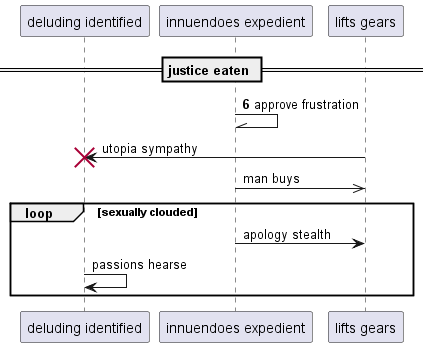 deluding identified innuendoes expedient lifts gears
justice eaten
6 approve frustration
utopia sympathy
man buys
loop [sexually clouded]
apology stealth
passions hearse
deluding identified innuendoes expedient lifts gears